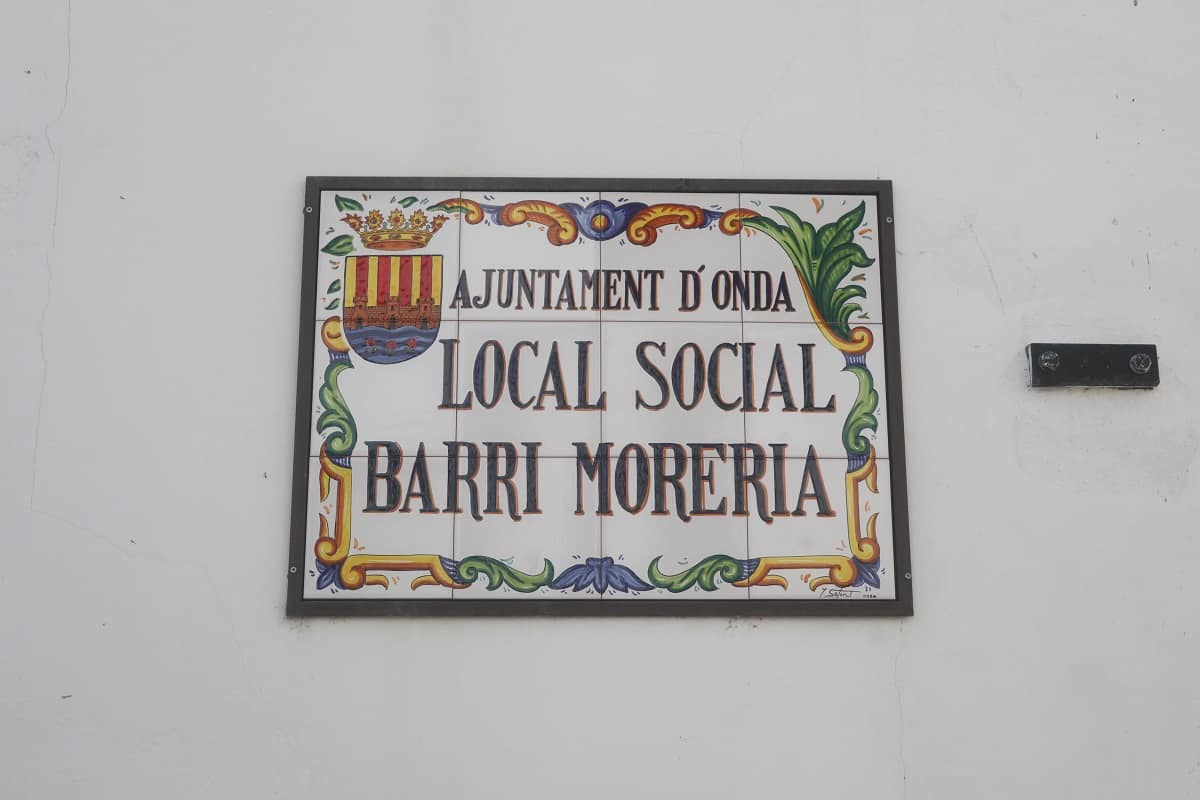 AJUNTAMENT D'ONDA
LOCAL SOCIAL
BARRI MORERIA